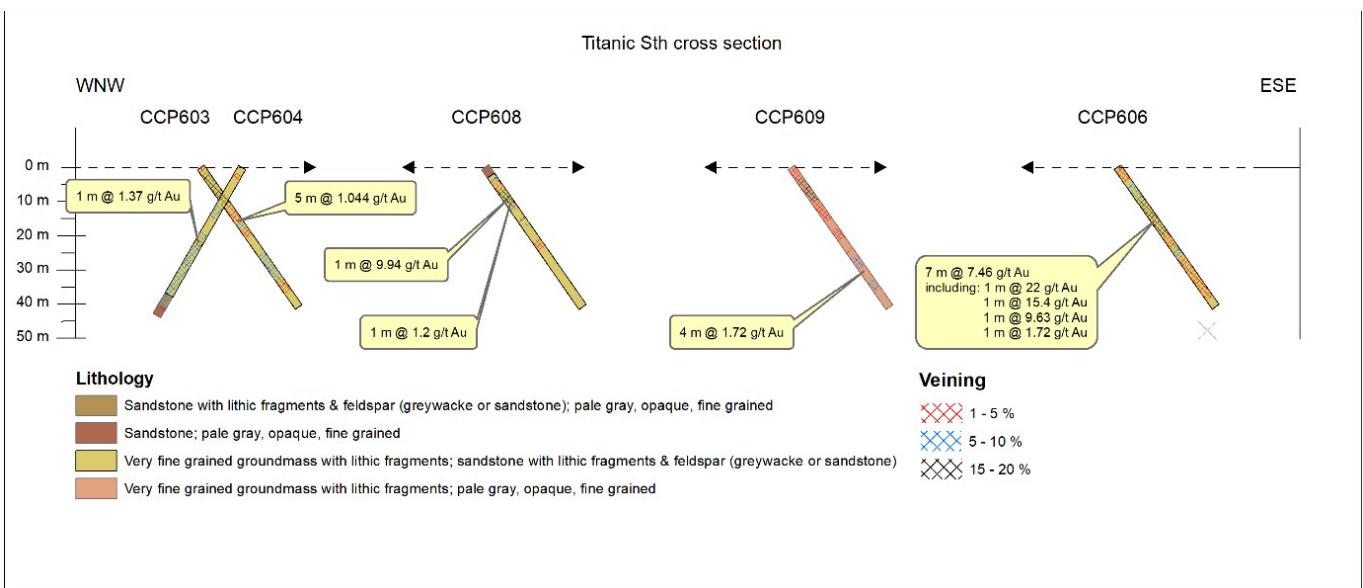 Titanic Sth cross section
WNW
ESE
CCP603
CCP604
CCP608
CCP609
CCP606
0 m
10 m
20 m
30 m
40 m
50 m
1 m @ 1.37 g/t Au
5 m @ 1.044 g/t Au
1 m @ 9.94 g/t Au
1 m @ 1.2 g/t Au
4 m @ 1.72 g/t Au
7 m @ 7.46 g/t Au
including: 1 m @ 22 g/t Au
1 m @ 15.4 g/t Au
1 m @ 9.63 g/t Au
1 m @ 1.72 g/t Au
Lithology
Sandstone with lithic fragments & feldspar (greywacke or sandstone); pale gray, opaque, fine grained
Sandstone; pale gray, opaque, fine grained
Very fine grained groundmass with lithic fragments; sandstone with lithic fragments & feldspar (greywacke or sandstone)
Very fine grained groundmass with lithic fragments; pale gray, opaque, fine grained
Veining
1 - 5 %
5 - 10 %
15 - 20 %